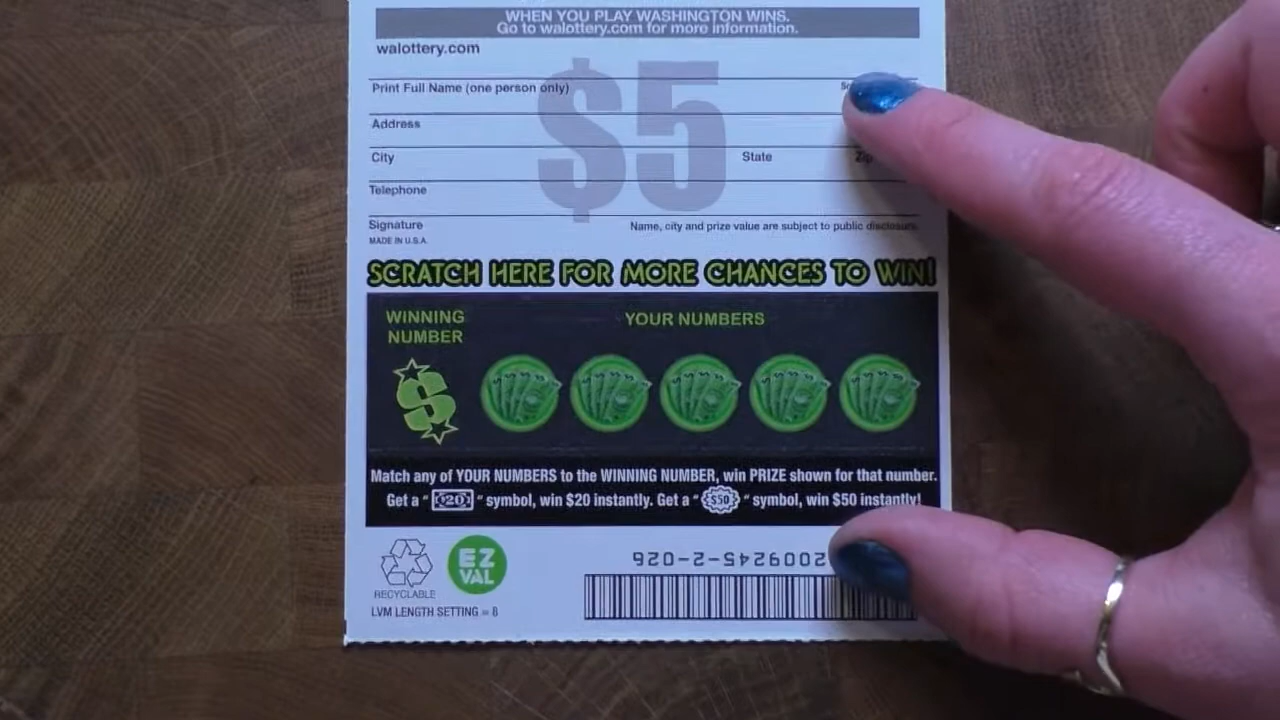 WHEN YOU PLAY WASHINGTON WINS.
Go to walottery.com for more information.
walottery.com
$5
Print Full Name (one person only)
Address
City State Zip
Telephone
Signature Name, city and prize value are subject to public disclosure.
MADE IN U.S.A.
SCRATCH HERE FOR MORE CHANCES TO WIN!
WINNING NUMBER
YOUR NUMBERS
Match any of YOUR NUMBERS to the WINNING NUMBER, win PRIZE shown for that number.
Get a "$20" symbol, win $20 instantly. Get a "$50" symbol, win $50 instantly!
EZ
VAL
RECYCLABLE
LVM LENGTH SETTING = 8
2009245-2-026